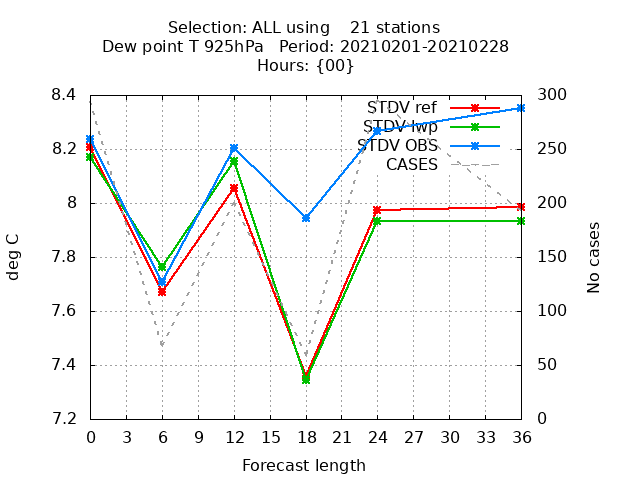 Selection: ALL using 21 stations
Dew point T 925hPa Period: 20210201-20210228
Hours: {00}
8.4
8.2
8
7.8
7.6
7.4
7.2
300
250
200
150
100
50
0
STDV ref
STDV lwp
STDV OBS
CASES
deg C
No cases
0 3 6 9 12 15 18 21 24 27 30 33 36
Forecast length